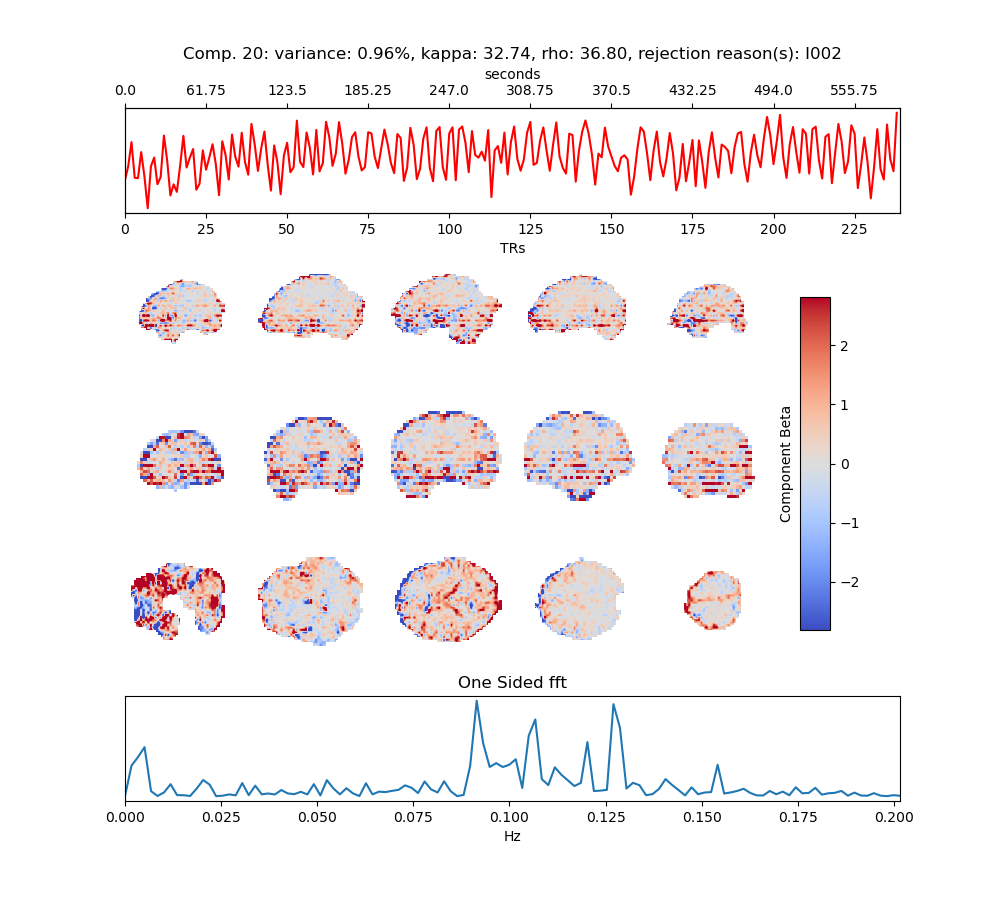 Comp. 20: variance: 0.96%, kappa: 32.74, rho: 36.80, rejection reason(s): I002
seconds
0.0 61.75 123.5 185.25 247.0 308.75 370.5 432.25 494.0 555.75
0 25 50 75 100 125 150 175 200 225
TRs
2
1
0
−1
−2
Component Beta
One Sided fft
0.000 0.025 0.050 0.075 0.100 0.125 0.150 0.175 0.200
Hz